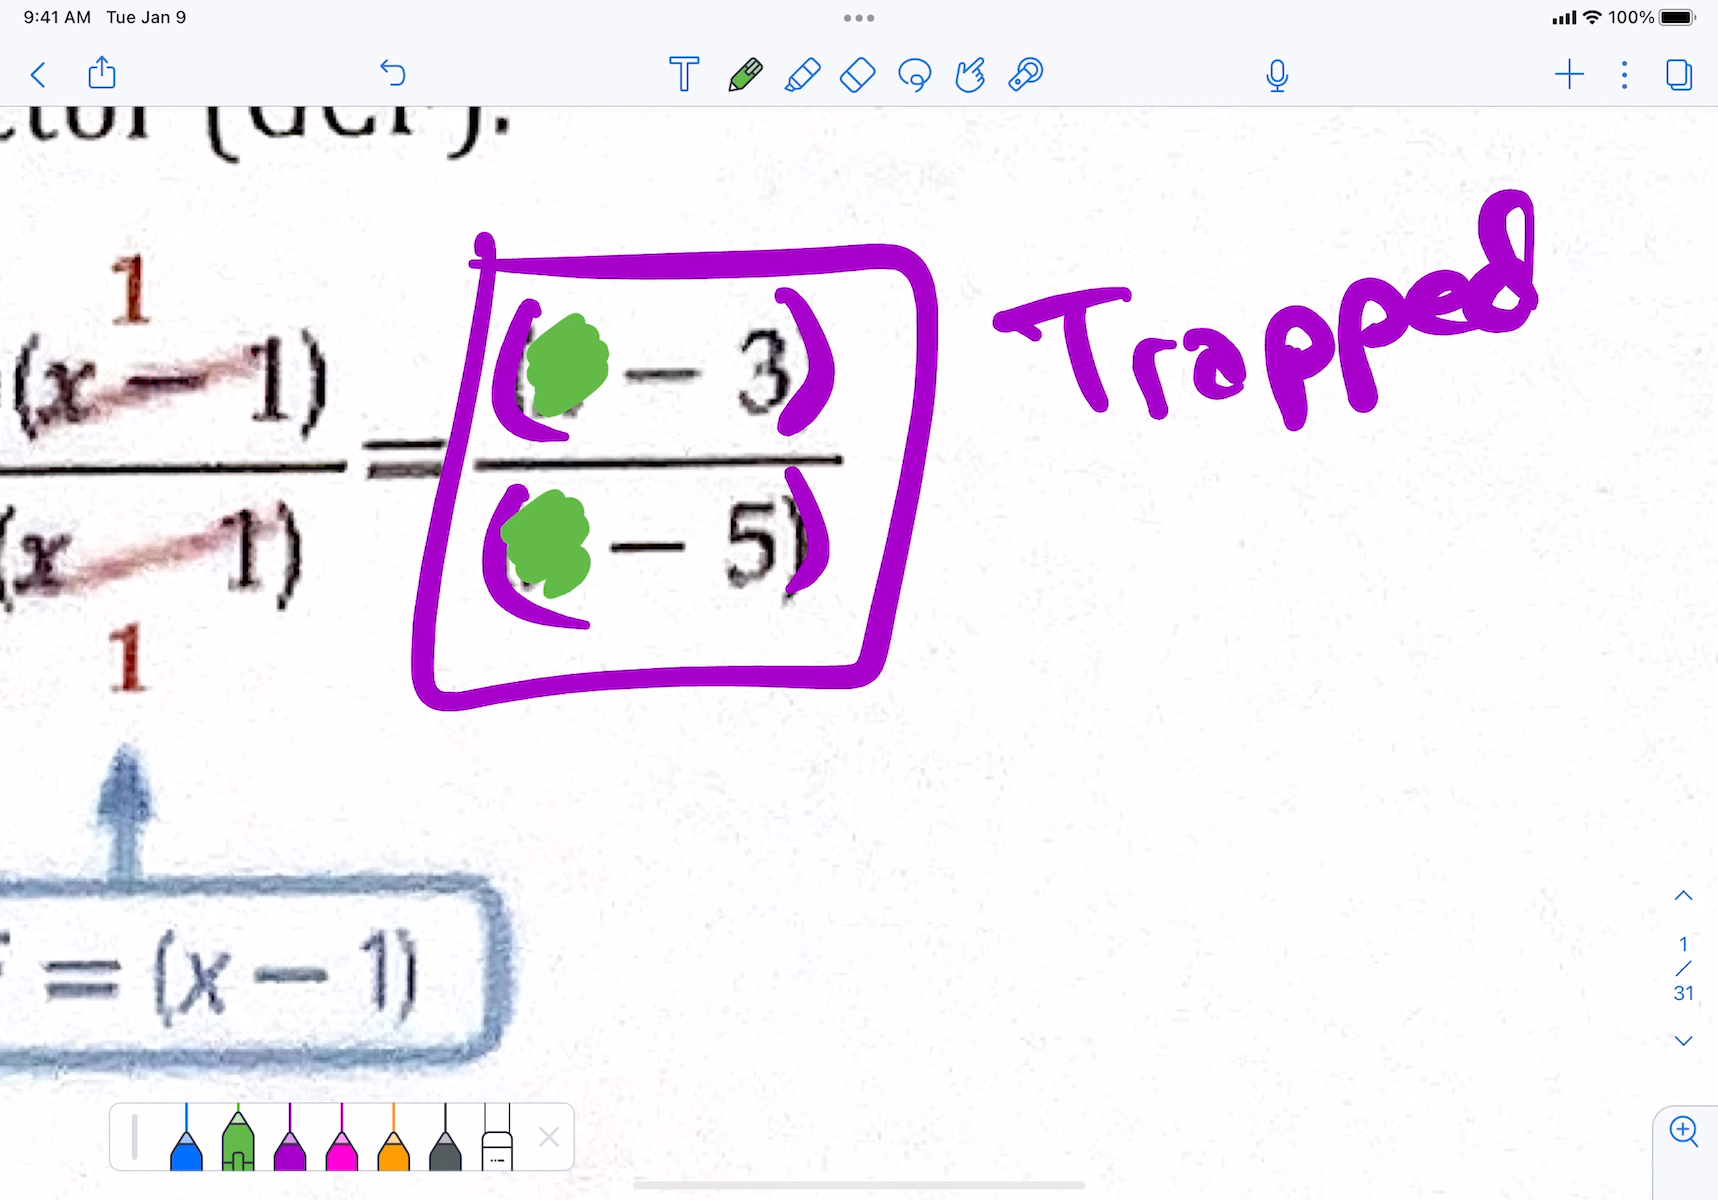 9:41 AM Tue Jan 9 100%
1
(x − 1) = ( − 3) Trapped
(x 1) ( − 5)
1
= (x − 1)
1
/
31